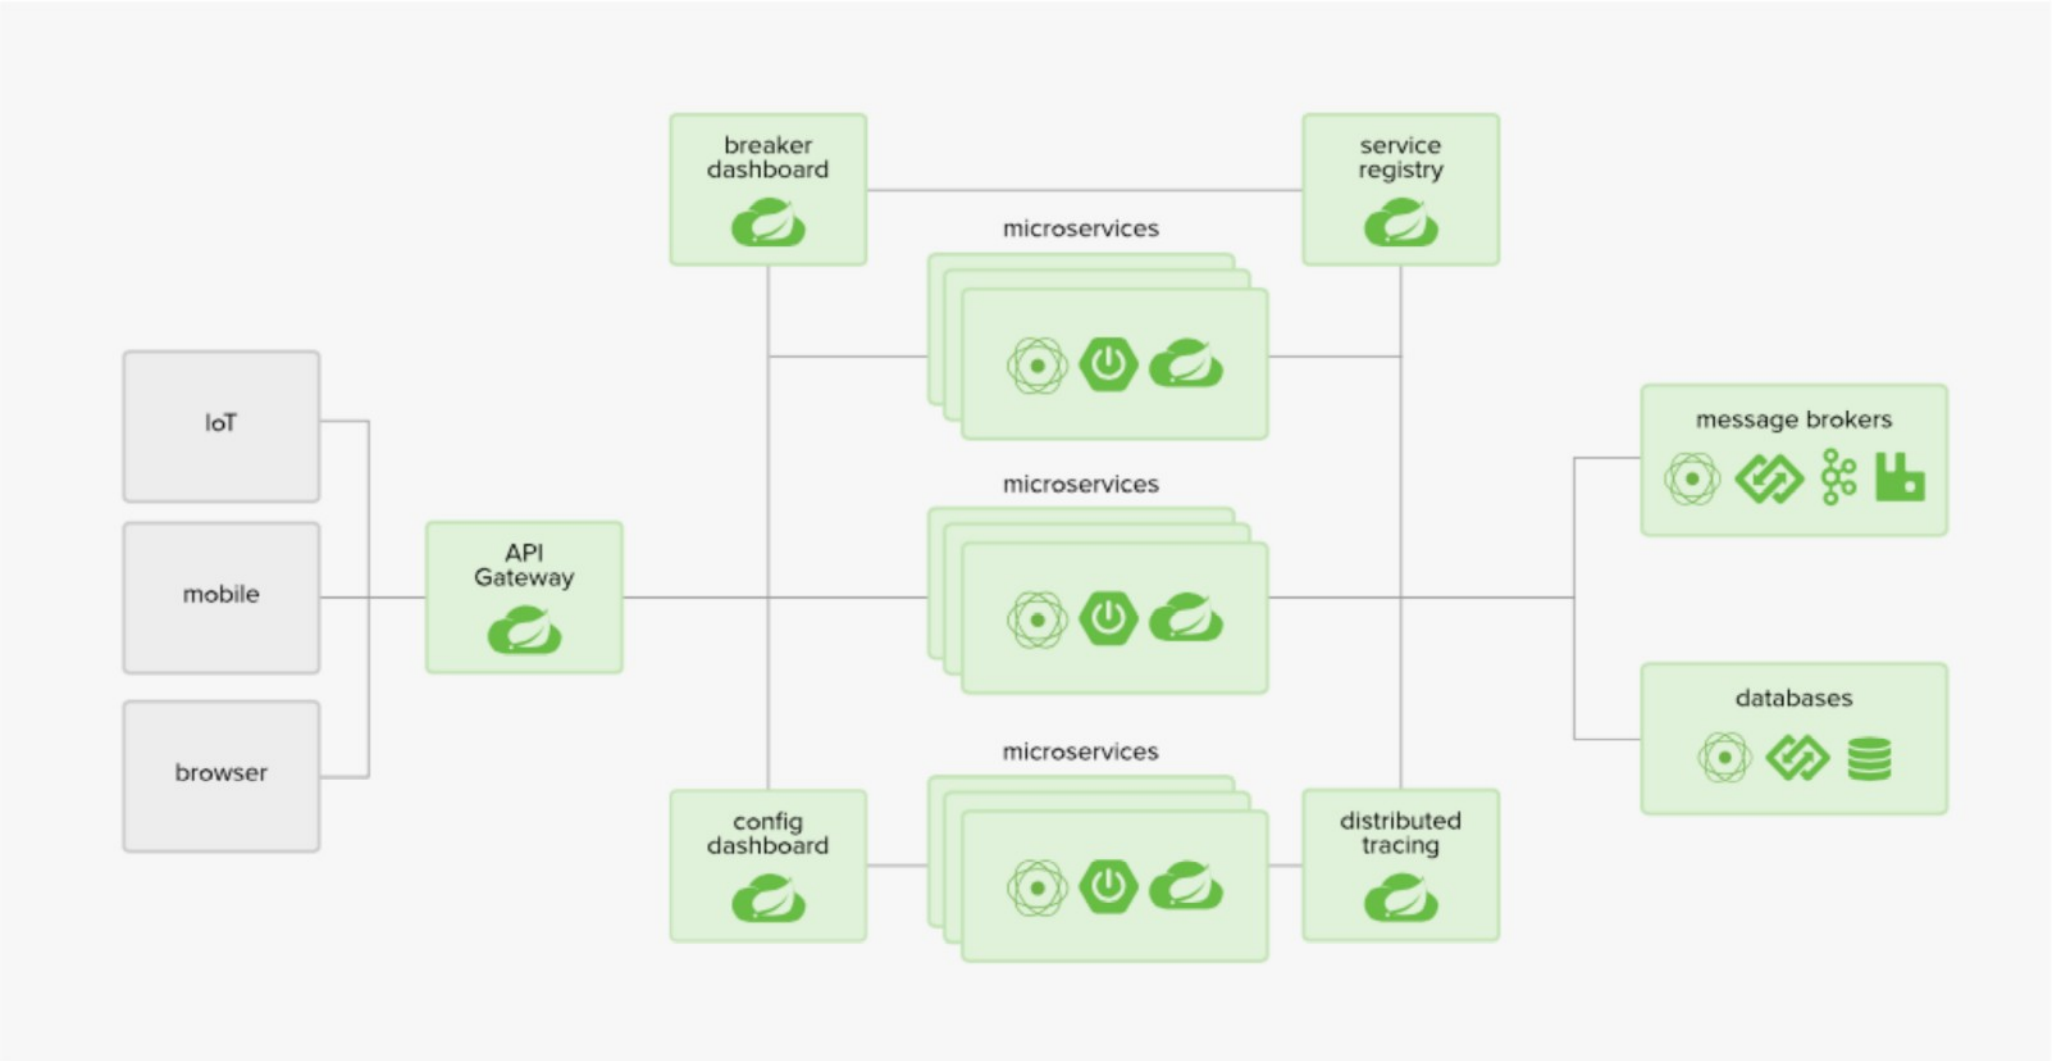 breaker
dashboard
service
registry
microservices
IoT
message brokers
microservices
API
Gateway
mobile
databases
microservices
browser
config
dashboard
distributed
tracing